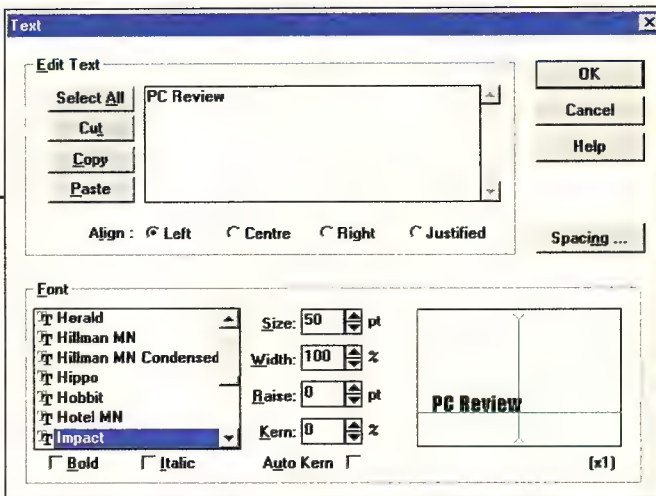 Text
Edit Text
Select All
Cut
Copy
Paste
PC Review
OK
Cancel
Help
Align : Left Centre Right Justified
Spacing ...
Font
Herald
Hillman MN
Hillman MN Condensed
Hippo
Hobbit
Hotel MN
Impact
Size: 50 pt
Width: 100 %
Raise: 0 pt
Kern: 0 %
PC Review
Bold Italic Auto Kern (x1)